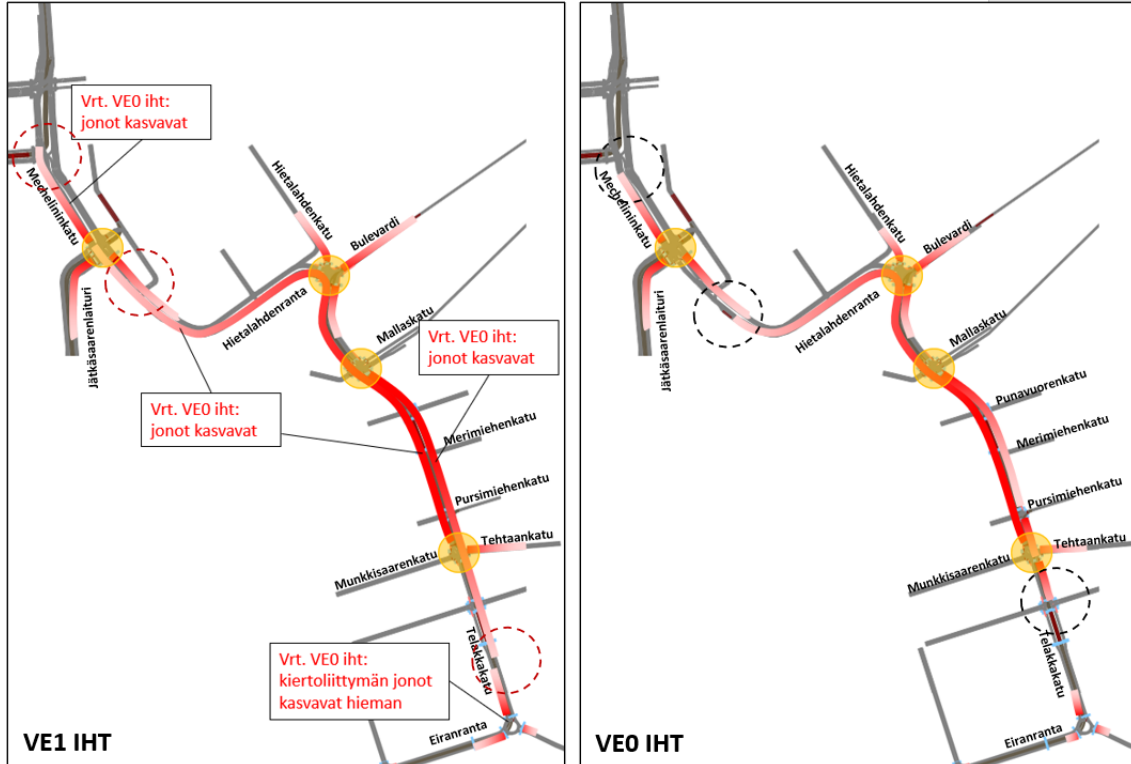 Vrt. VE0 iht:
jonot kasvavat
Mechelininkatu
Jätkäsaarenlaituri
Hietalahdenkatu
Bulevardi
Hietalahdenranta
Mallaskatu
Vrt. VE0 iht:
jonot kasvavat
Vrt. VE0 iht:
jonot kasvavat
Merimiehenkatu
Pursimiehenkatu
Tehtaankatu
Munkkisaarenkatu
Telakkakatu
Vrt. VE0 iht:
kiertoliittymän jonot
kasvavat hieman
Eiranranta
VE1 IHT
Mechelininkatu
Jätkäsaarenlaituri
Hietalahdenkatu
Bulevardi
Hietalahdenranta
Mallaskatu
Punavuorenkatu
Merimiehenkatu
Pursimiehenkatu
Tehtaankatu
Munkkisaarenkatu
Telakkakatu
Eiranranta
VE0 IHT